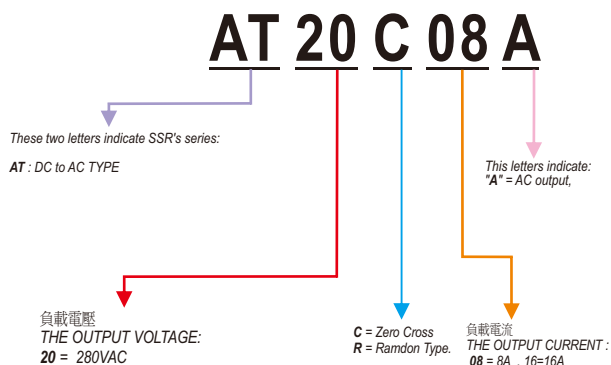 AT 20 C 08 A
These two letters indicate SSR's series:
AT : DC to AC TYPE
This letters indicate:
"A" = AC output,
負載電壓
THE OUTPUT VOLTAGE:
20 = 280VAC
C = Zero Cross
R = Ramdon Type.
負載電流
THE OUTPUT CURRENT :
08 = 8A , 16=16A